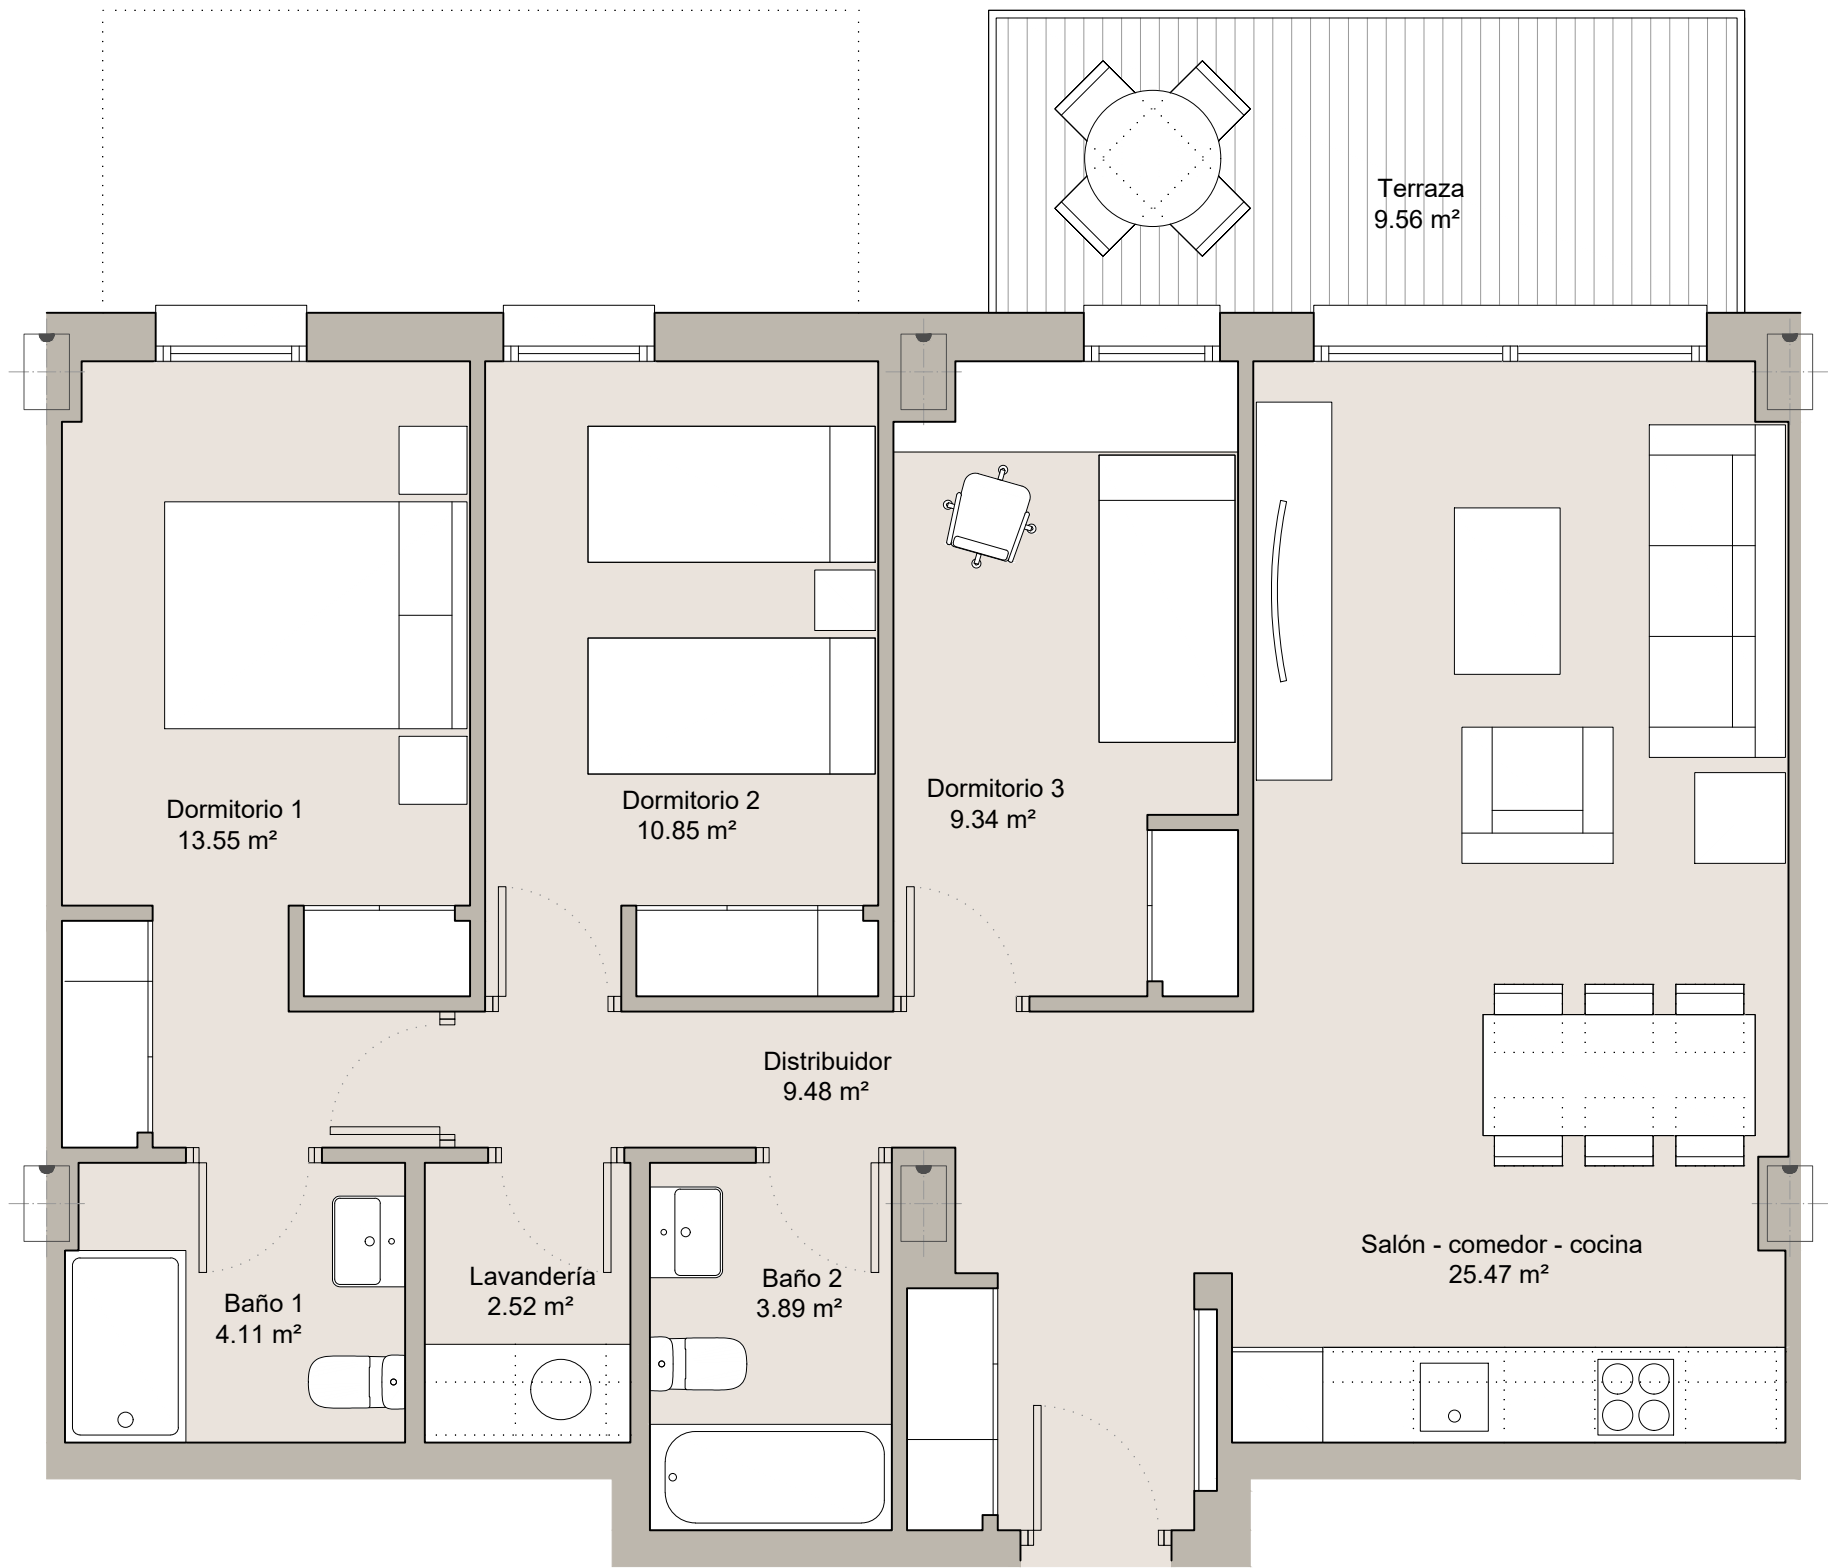 Terraza
9.56 m²
Dormitorio 1
13.55 m²
Dormitorio 2
10.85 m²
Dormitorio 3
9.34 m²
Distribuidor
9.48 m²
Salón - comedor - cocina
25.47 m²
Baño 1
4.11 m²
Lavandería
2.52 m²
Baño 2
3.89 m²